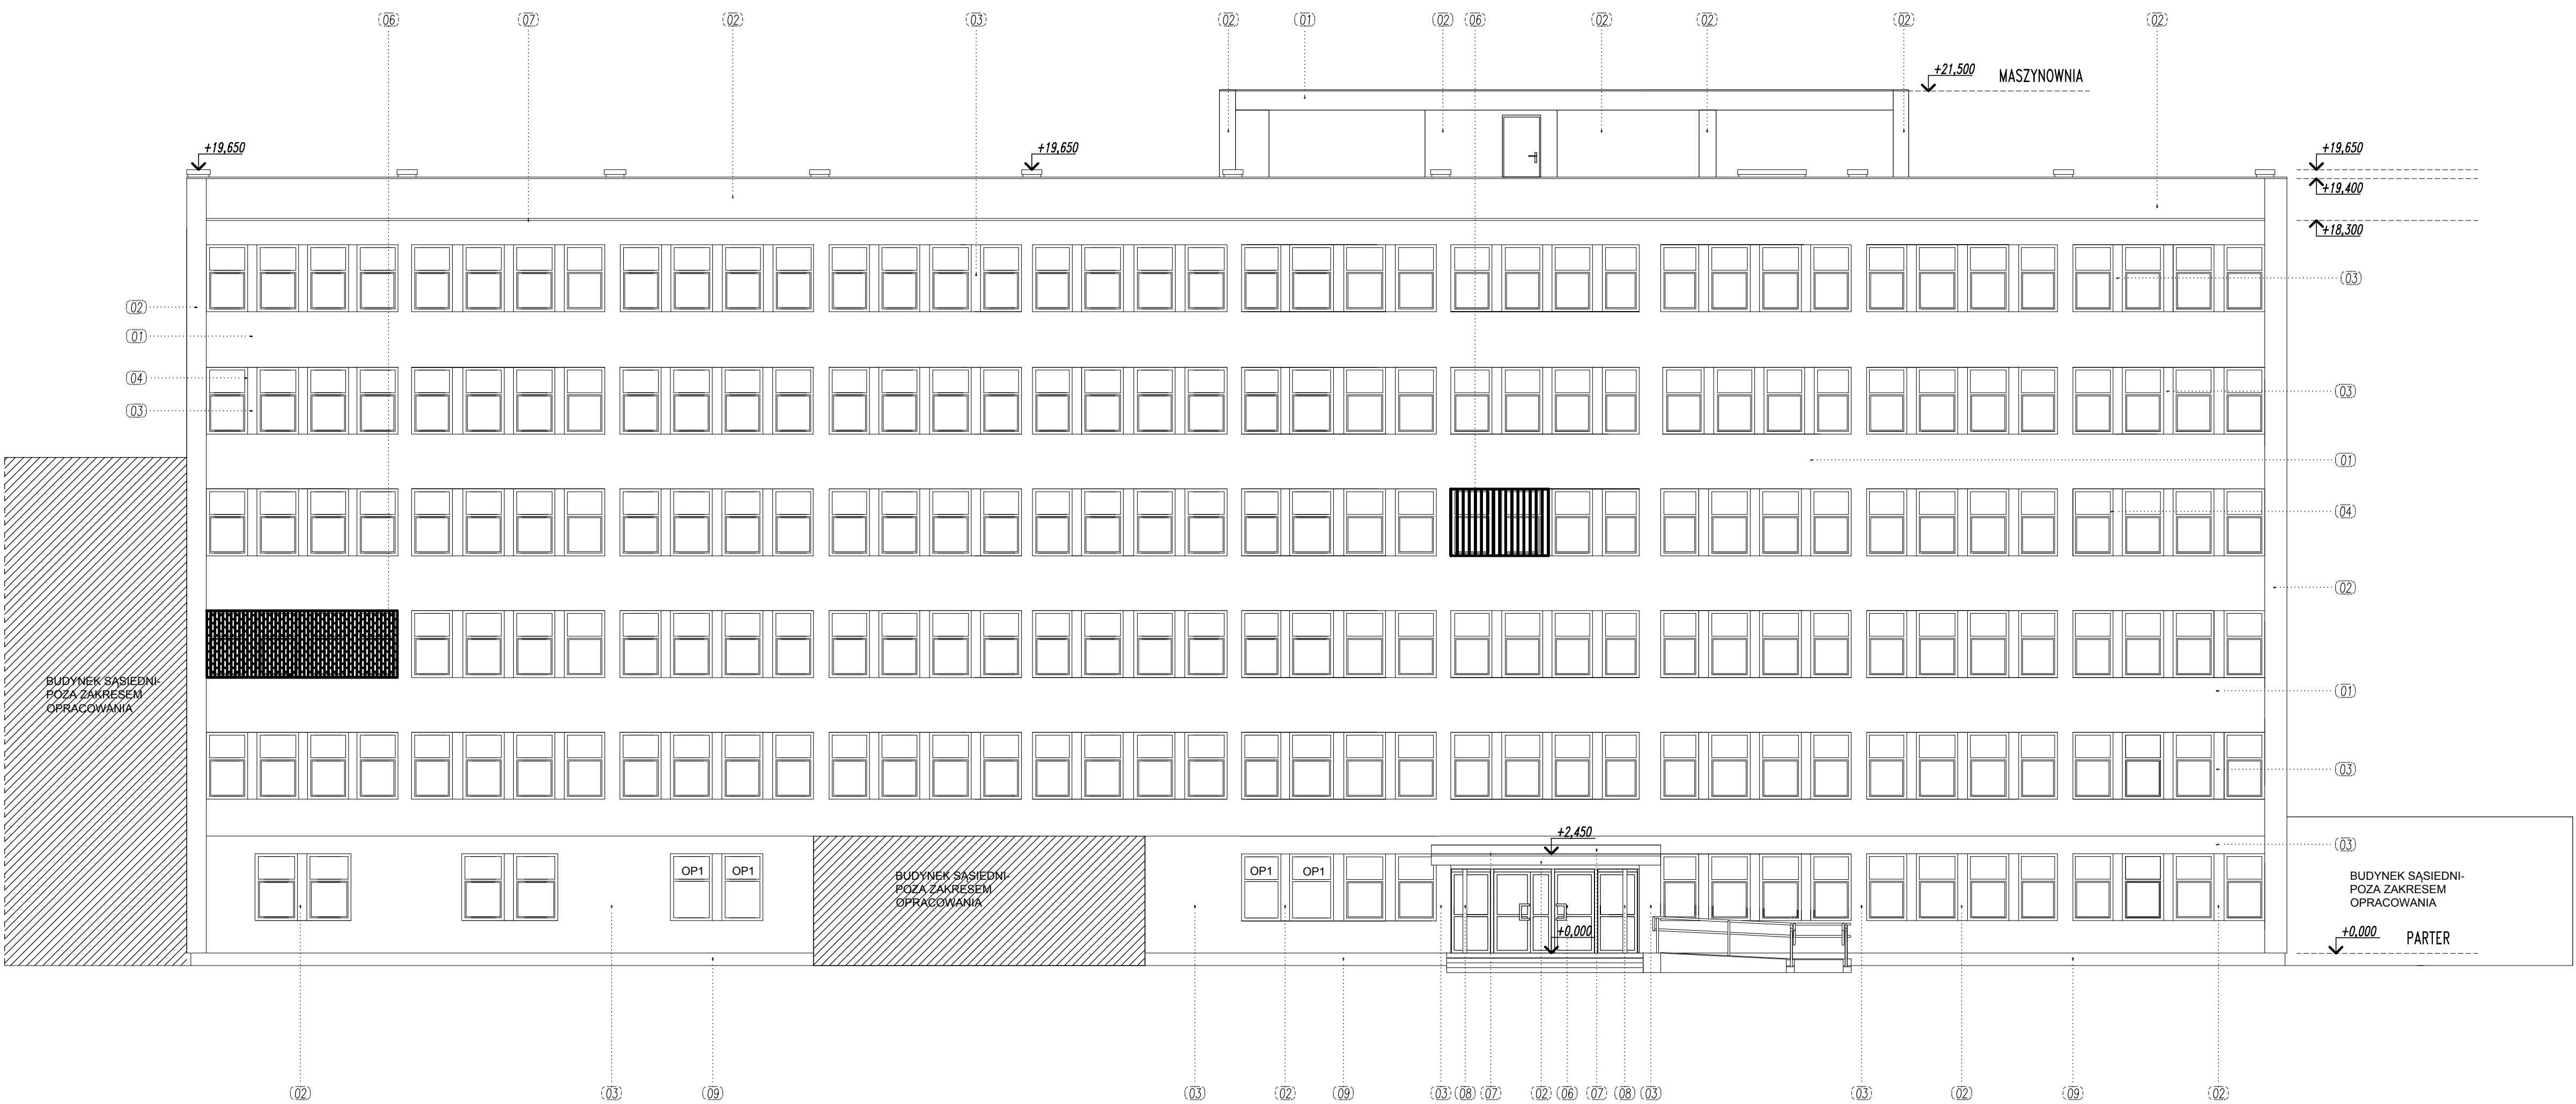 06 07 02 03 02 01 02 06 02 02 02 02
+21,500 MASZYNOWNIA
+19,650 +19,650 +19,650
+19,400
+18,300
03
02
01
04
03
03
01
04
02
BUDYNEK SĄSIEDNI-
POZA ZAKRESEM
OPRACOWANIA
01
03
+2,450
03
OP1 OP1
BUDYNEK SĄSIEDNI-
POZA ZAKRESEM
OPRACOWANIA
OP1 OP1
BUDYNEK SĄSIEDNI-
POZA ZAKRESEM
OPRACOWANIA
+0,000
+0,000 PARTER
02 03 09 03 02 09 03 08 07 02 06 07 08 03 03 02 09 02